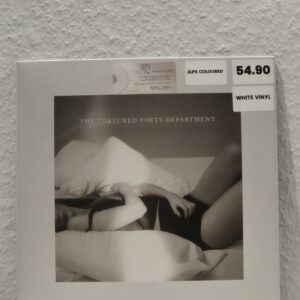 2LPS COLOURED
54.90
WHITE VINYL
THE TORTURED POETS DEPARTMENT